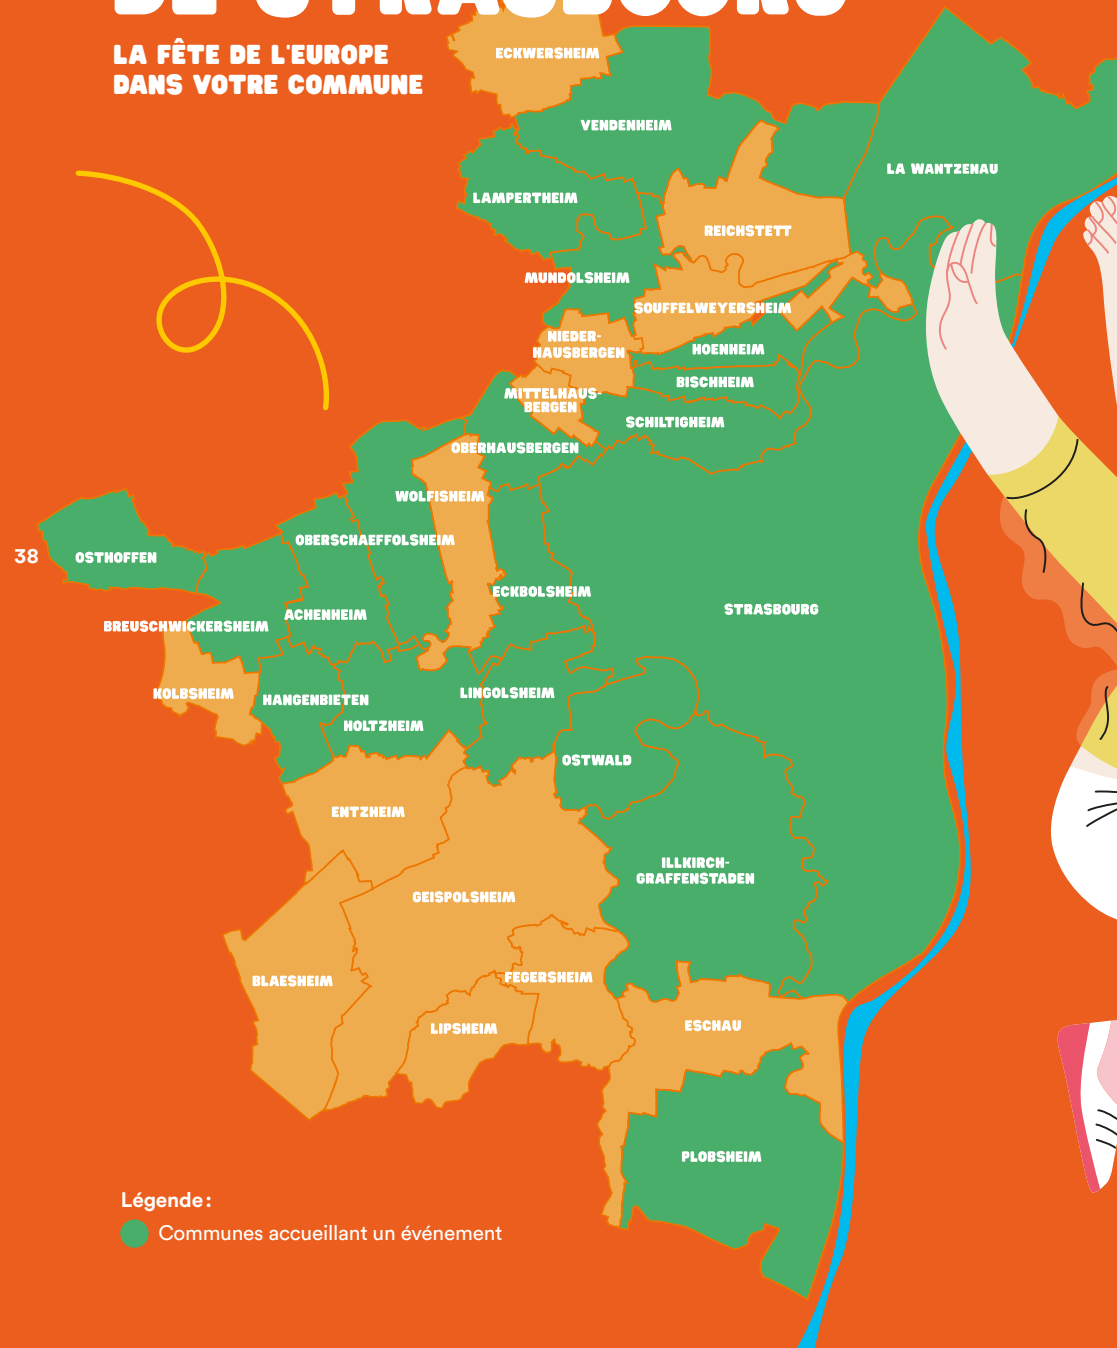 DE STRASBOURG
LA FÊTE DE L'EUROPE
DANS VOTRE COMMUNE
ECKWERSHEIM
VENDENHEIM
LA WANTZENAU
LAMPERTHEIM
REICHSTETT
MUNDOLSHEIM
SOUFFELWEYERSHEIM
NIEDER-
HAUSBERGEN
HOENHEIM
BISCHHEIM
MITTELHAUS-
BERGEN
SCHILTIGHEIM
OBERHAUSBERGEN
WOLFISHEIM
OBERSCHAEFFOLSHEIM
38
OSTHOFFEN
ECKBOLSHEIM
STRASBOURG
ACHENHEIM
BREUSCHWICKERSHEIM
KOLBSHEIM
HANGENBIETEN
LINGOLSHEIM
HOLTZHEIM
OSTWALD
ENTZHEIM
ILLKIRCH-
GRAFFENSTADEN
GEISPOLSHEIM
BLAESHEIM
FEGERSHEIM
LIPSHEIM
ESCHAU
PLOBSHEIM
Légende :
Communes accueillant un événement